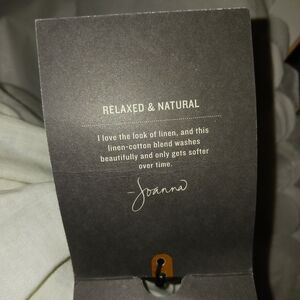 RELAXED & NATURAL
I love the look of linen, and this
linen-cotton blend washes
beautifully and only gets softer
over time.
–Joanna